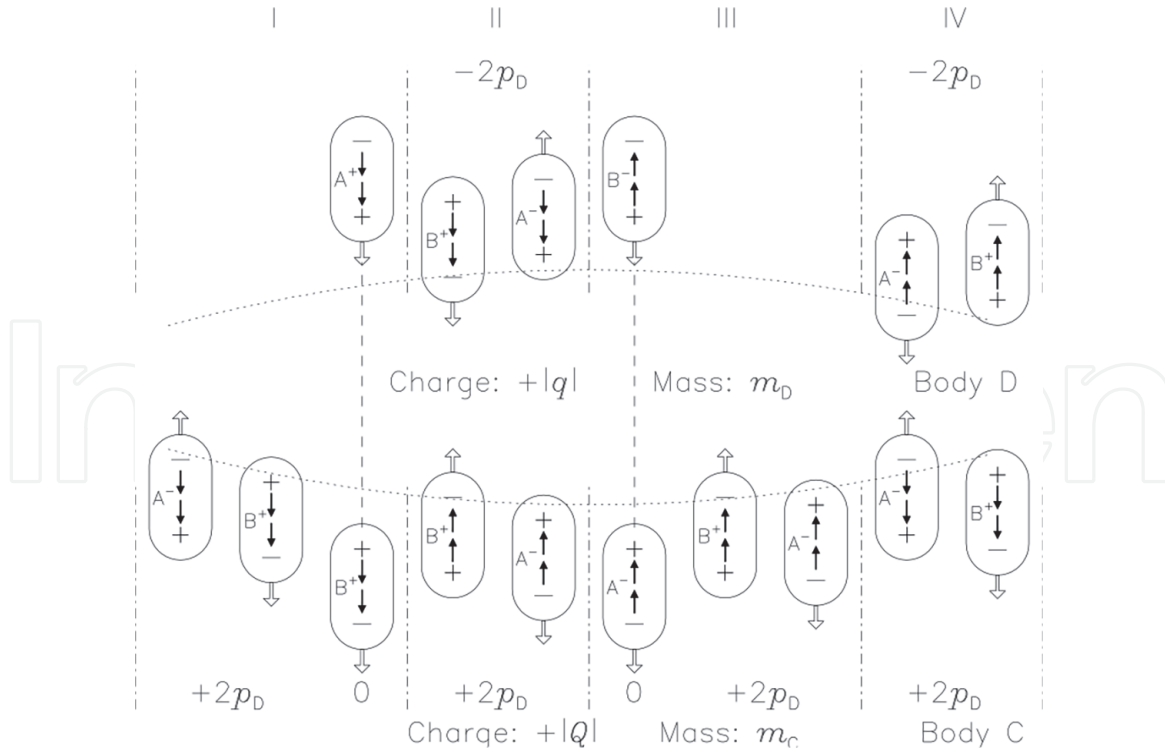 I II III IV
−2p_D −2p_D
− −
A⁺ B⁻
+ +
+ −
B⁺ A⁻
− +
+ −
A⁻ B⁺
− +
Charge: +|q| Mass: m_D Body D
− + − + − +
A⁻ B⁺ B⁺ A⁻ A⁻ B⁺
+ − + − + −
+ +
B⁺ A⁻
− −
+2p_D 0 +2p_D 0 +2p_D +2p_D
Charge: +|Q| Mass: m_C Body C